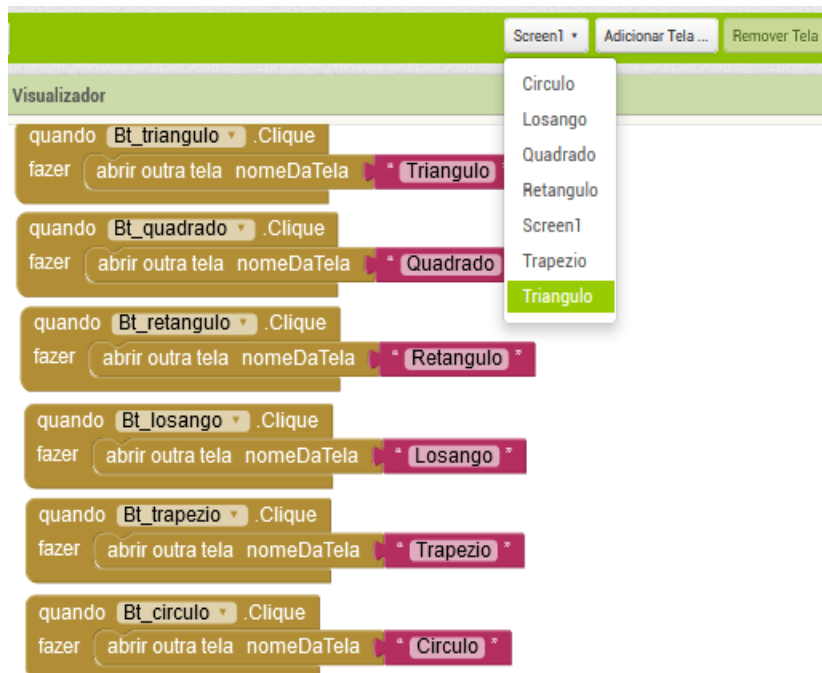 Screen1 Adicionar Tela ... Remover Tela
Visualizador
Circulo
Losango
Quadrado
Retangulo
Screen1
Trapezio
Triangulo
quando Bt_triangulo .Clique
fazer abrir outra tela nomeDaTela “ Triangulo
quando Bt_quadrado .Clique
fazer abrir outra tela nomeDaTela “ Quadrado
quando Bt_retangulo .Clique
fazer abrir outra tela nomeDaTela “ Retangulo ”
quando Bt_losango .Clique
fazer abrir outra tela nomeDaTela “ Losango ”
quando Bt_trapezio .Clique
fazer abrir outra tela nomeDaTela “ Trapezio ”
quando Bt_circulo .Clique
fazer abrir outra tela nomeDaTela “ Circulo ”